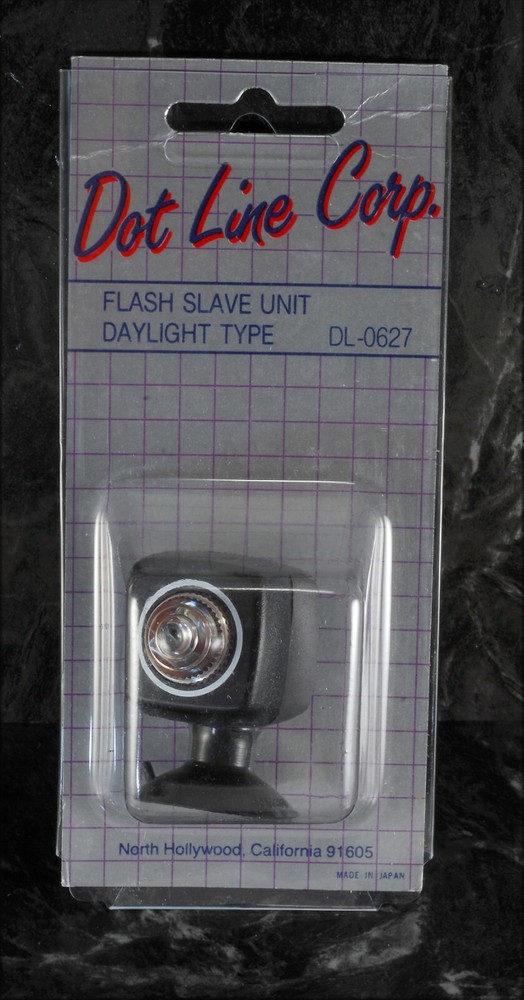 Dot Line Corp.
FLASH SLAVE UNIT
DAYLIGHT TYPE DL-0627
North Hollywood, California 91605
MADE IN JAPAN